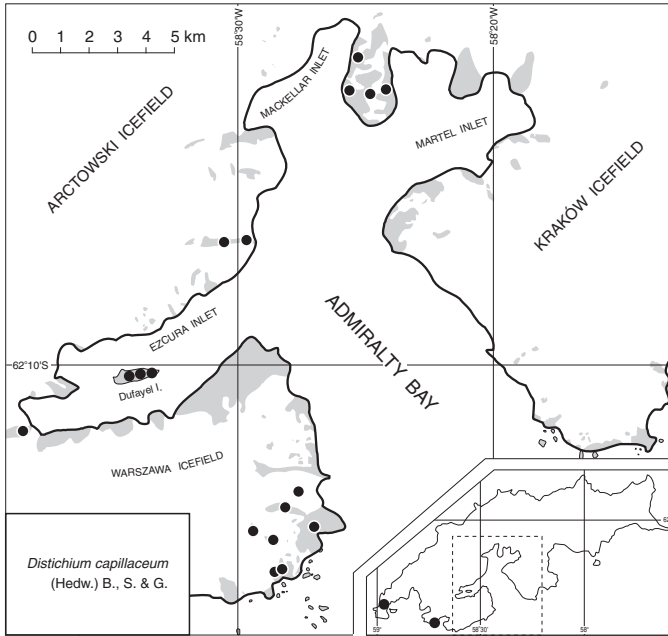 0 1 2 3 4 5 km
58°30'W
58°20'W
MACKELLAR INLET
MARTEL INLET
ARCTOWSKI ICEFIELD
KRAKÓW ICEFIELD
EZCURA INLET
ADMIRALTY BAY
62°10'S
Dufayel I.
WARSZAWA ICEFIELD
Distichium capillaceum
(Hedw.) B., S. & G.
62
59°
58°30'
58°